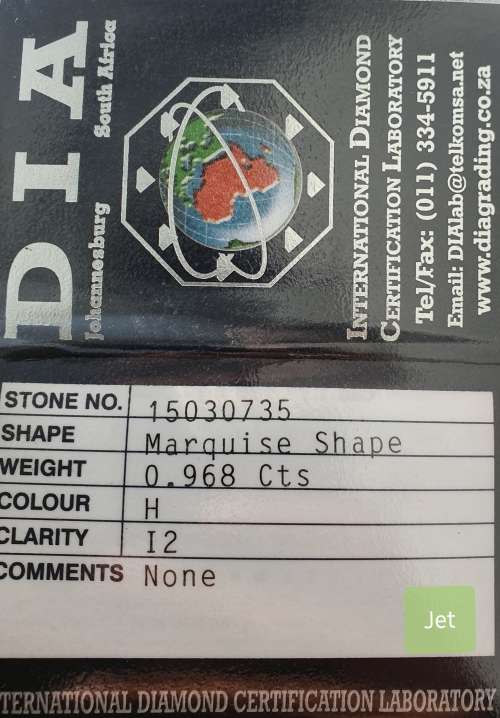 DIA
Johannesburg South Africa
INTERNATIONAL DIAMOND
CERTIFICATION LABORATORY
Tel/Fax: (011) 334-5911
Email: DIAlab@telkomsa.net
www.diagrading.co.za
STONE NO. 15030735
SHAPE Marquise Shape
WEIGHT 0.968 Cts
COLOUR H
CLARITY I2
COMMENTS None
Jet
TERNATIONAL DIAMOND CERTIFICATION LABORATORY